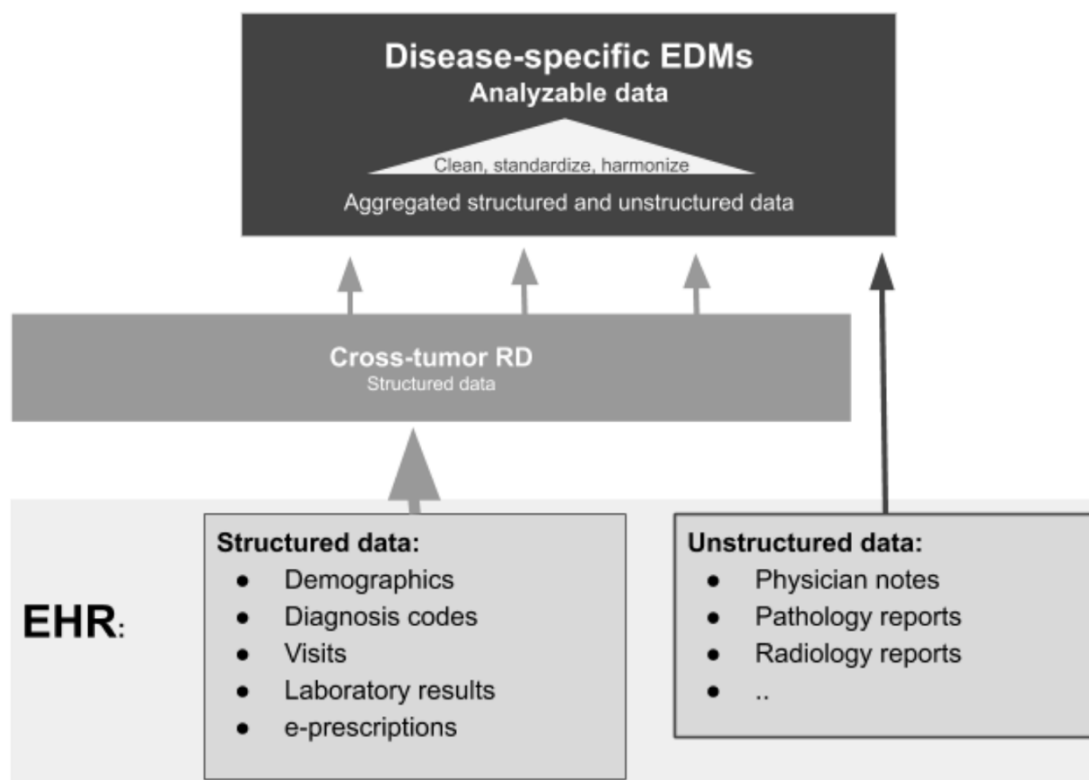 Disease-specific EDMs
Analyzable data
Clean, standardize, harmonize
Aggregated structured and unstructured data
Cross-tumor RD
Structured data
EHR:
Structured data:
● Demographics
● Diagnosis codes
● Visits
● Laboratory results
● e-prescriptions
Unstructured data:
● Physician notes
● Pathology reports
● Radiology reports
● ..